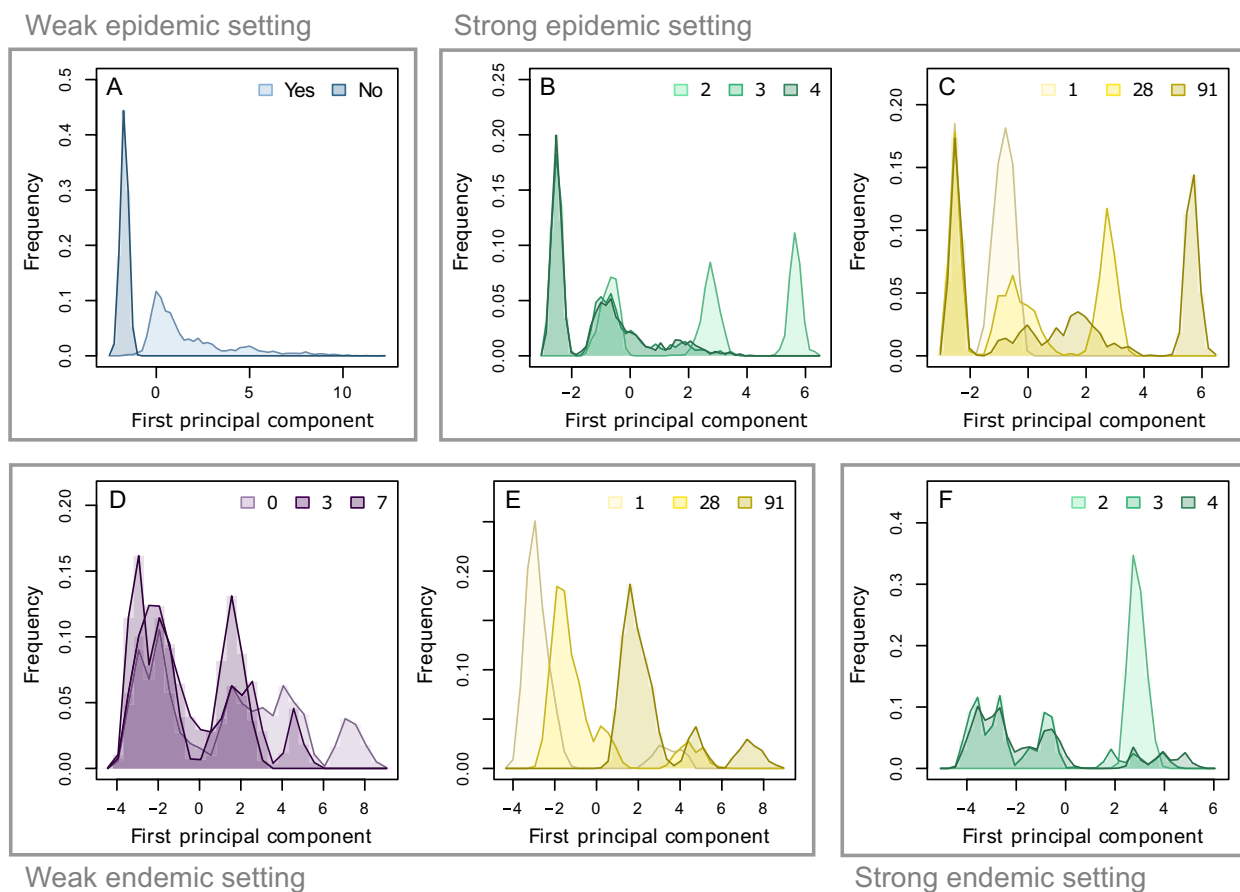 Weak epidemic setting
Strong epidemic setting
A
Yes No
0.5
0.4
0.3
0.2
0.1
0.0
Frequency
0 5 10
First principal component
B
2 3 4
0.25
0.20
0.15
0.10
0.05
0.00
Frequency
−2 0 2 4 6
First principal component
C
1 28 91
0.20
0.15
0.10
0.05
0.00
Frequency
−2 0 2 4 6
First principal component
D
0 3 7
0.20
0.15
0.10
0.05
0.00
Frequency
−4 −2 0 2 4 6 8
First principal component
E
1 28 91
0.20
0.10
0.00
Frequency
−4 −2 0 2 4 6 8
First principal component
F
2 3 4
0.4
0.3
0.2
0.1
0.0
Frequency
−4 −2 0 2 4 6
First principal component
Weak endemic setting
Strong endemic setting